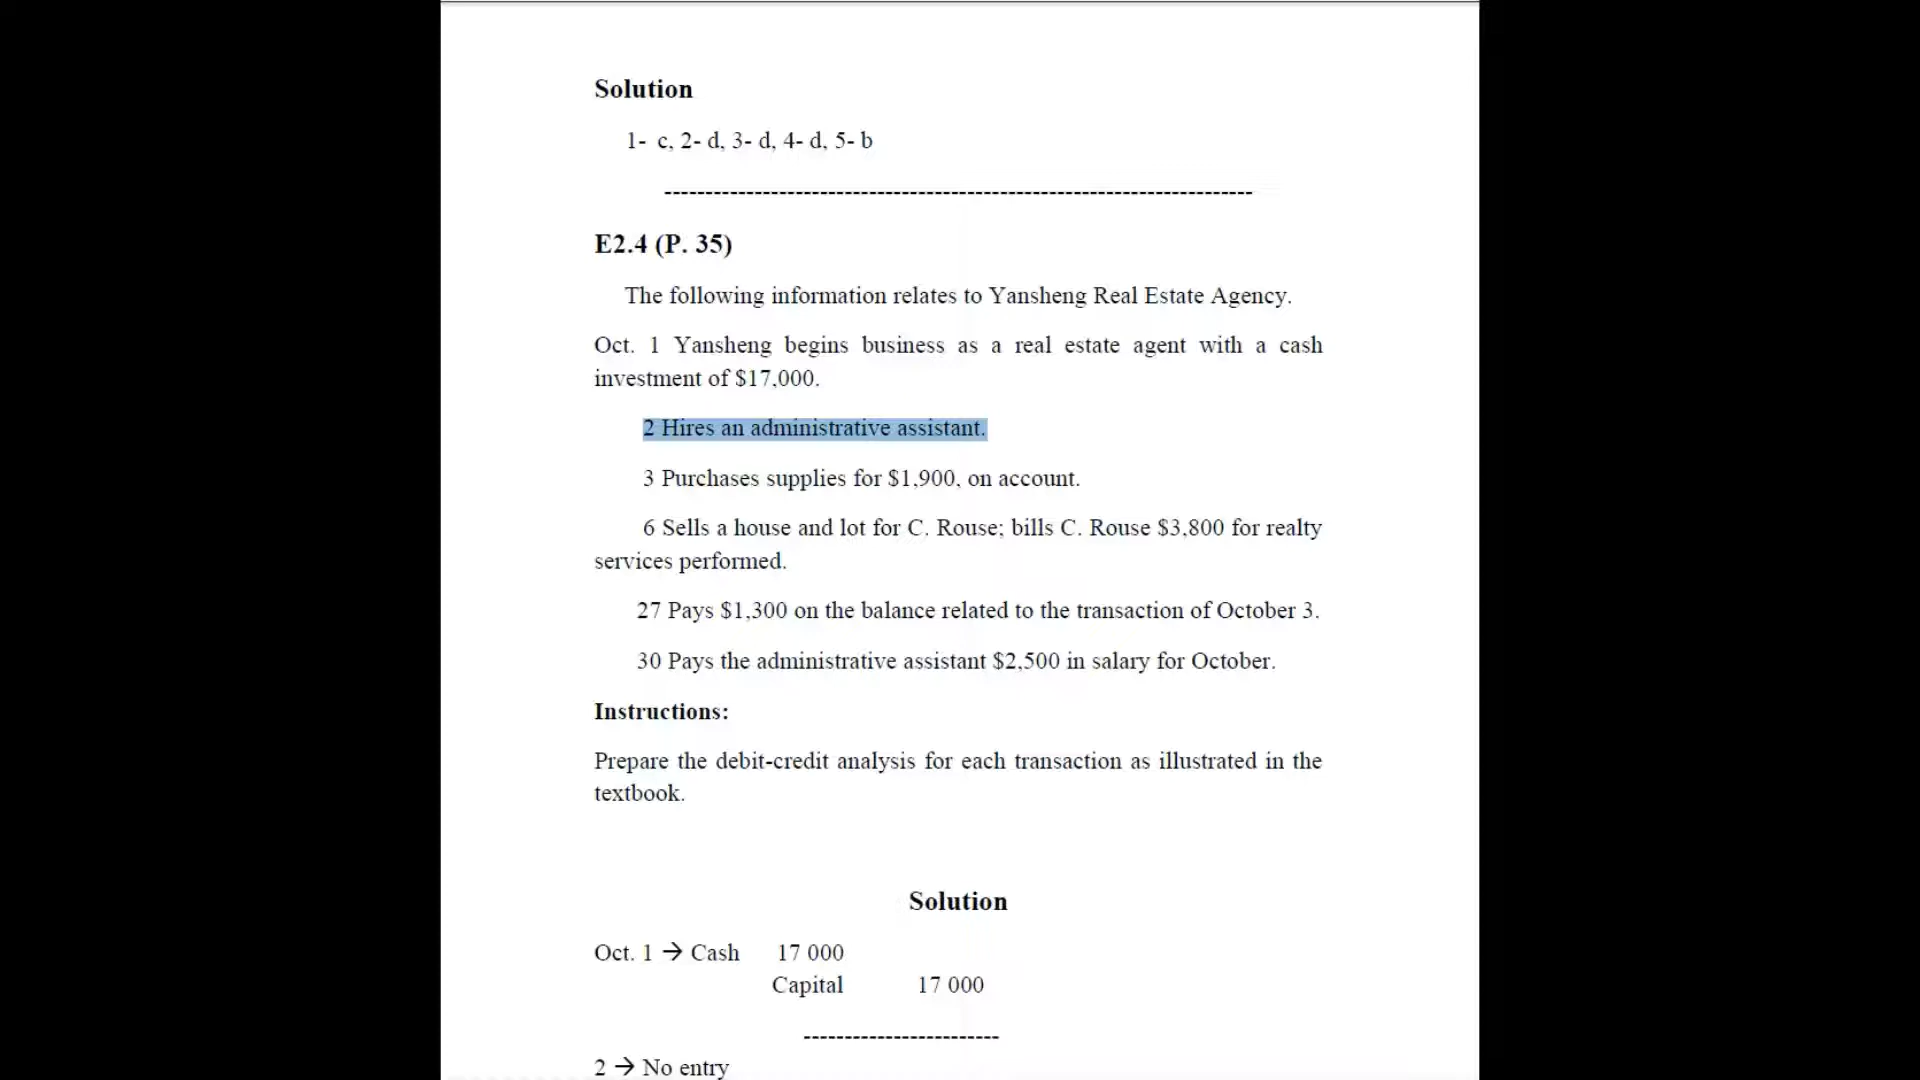 Solution
1- c, 2- d, 3- d, 4- d, 5- b
------------------------------------------------------------------------
E2.4 (P. 35)
The following information relates to Yansheng Real Estate Agency.
Oct. 1 Yansheng begins business as a real estate agent with a cash
investment of $17,000.
2 Hires an administrative assistant.
3 Purchases supplies for $1,900, on account.
6 Sells a house and lot for C. Rouse; bills C. Rouse $3,800 for realty
services performed.
27 Pays $1,300 on the balance related to the transaction of October 3.
30 Pays the administrative assistant $2,500 in salary for October.
Instructions:
Prepare the debit-credit analysis for each transaction as illustrated in the
textbook.
Solution
Oct. 1 → Cash 17 000
Capital 17 000
------------------------
2 → No entry